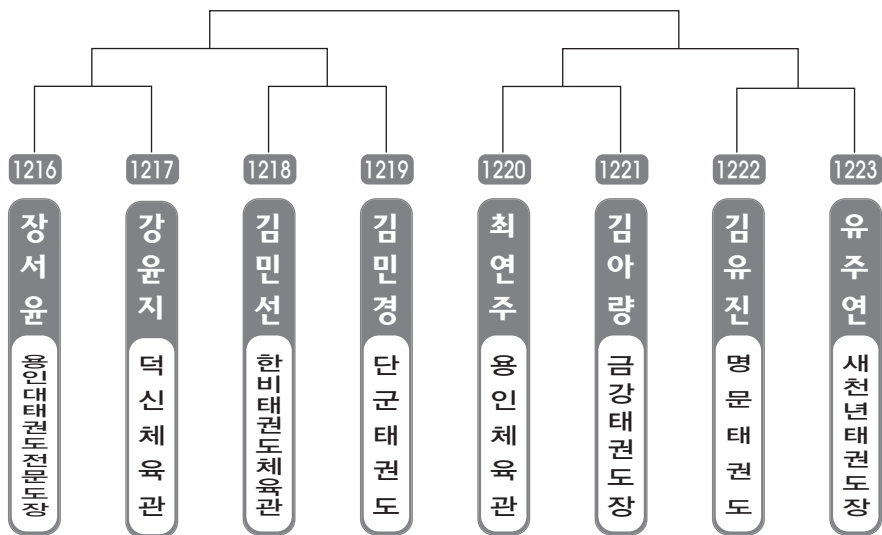 1216
1217
1218
1219
1220
1221
1222
1223
장서윤
용인대태권도전문도장
강윤지
덕신체육관
김민선
한비태권도체육관
김민경
단군태권도
최연주
용인체육관
김아량
금강태권도장
김유진
명문태권도
유주연
새천년태권도장